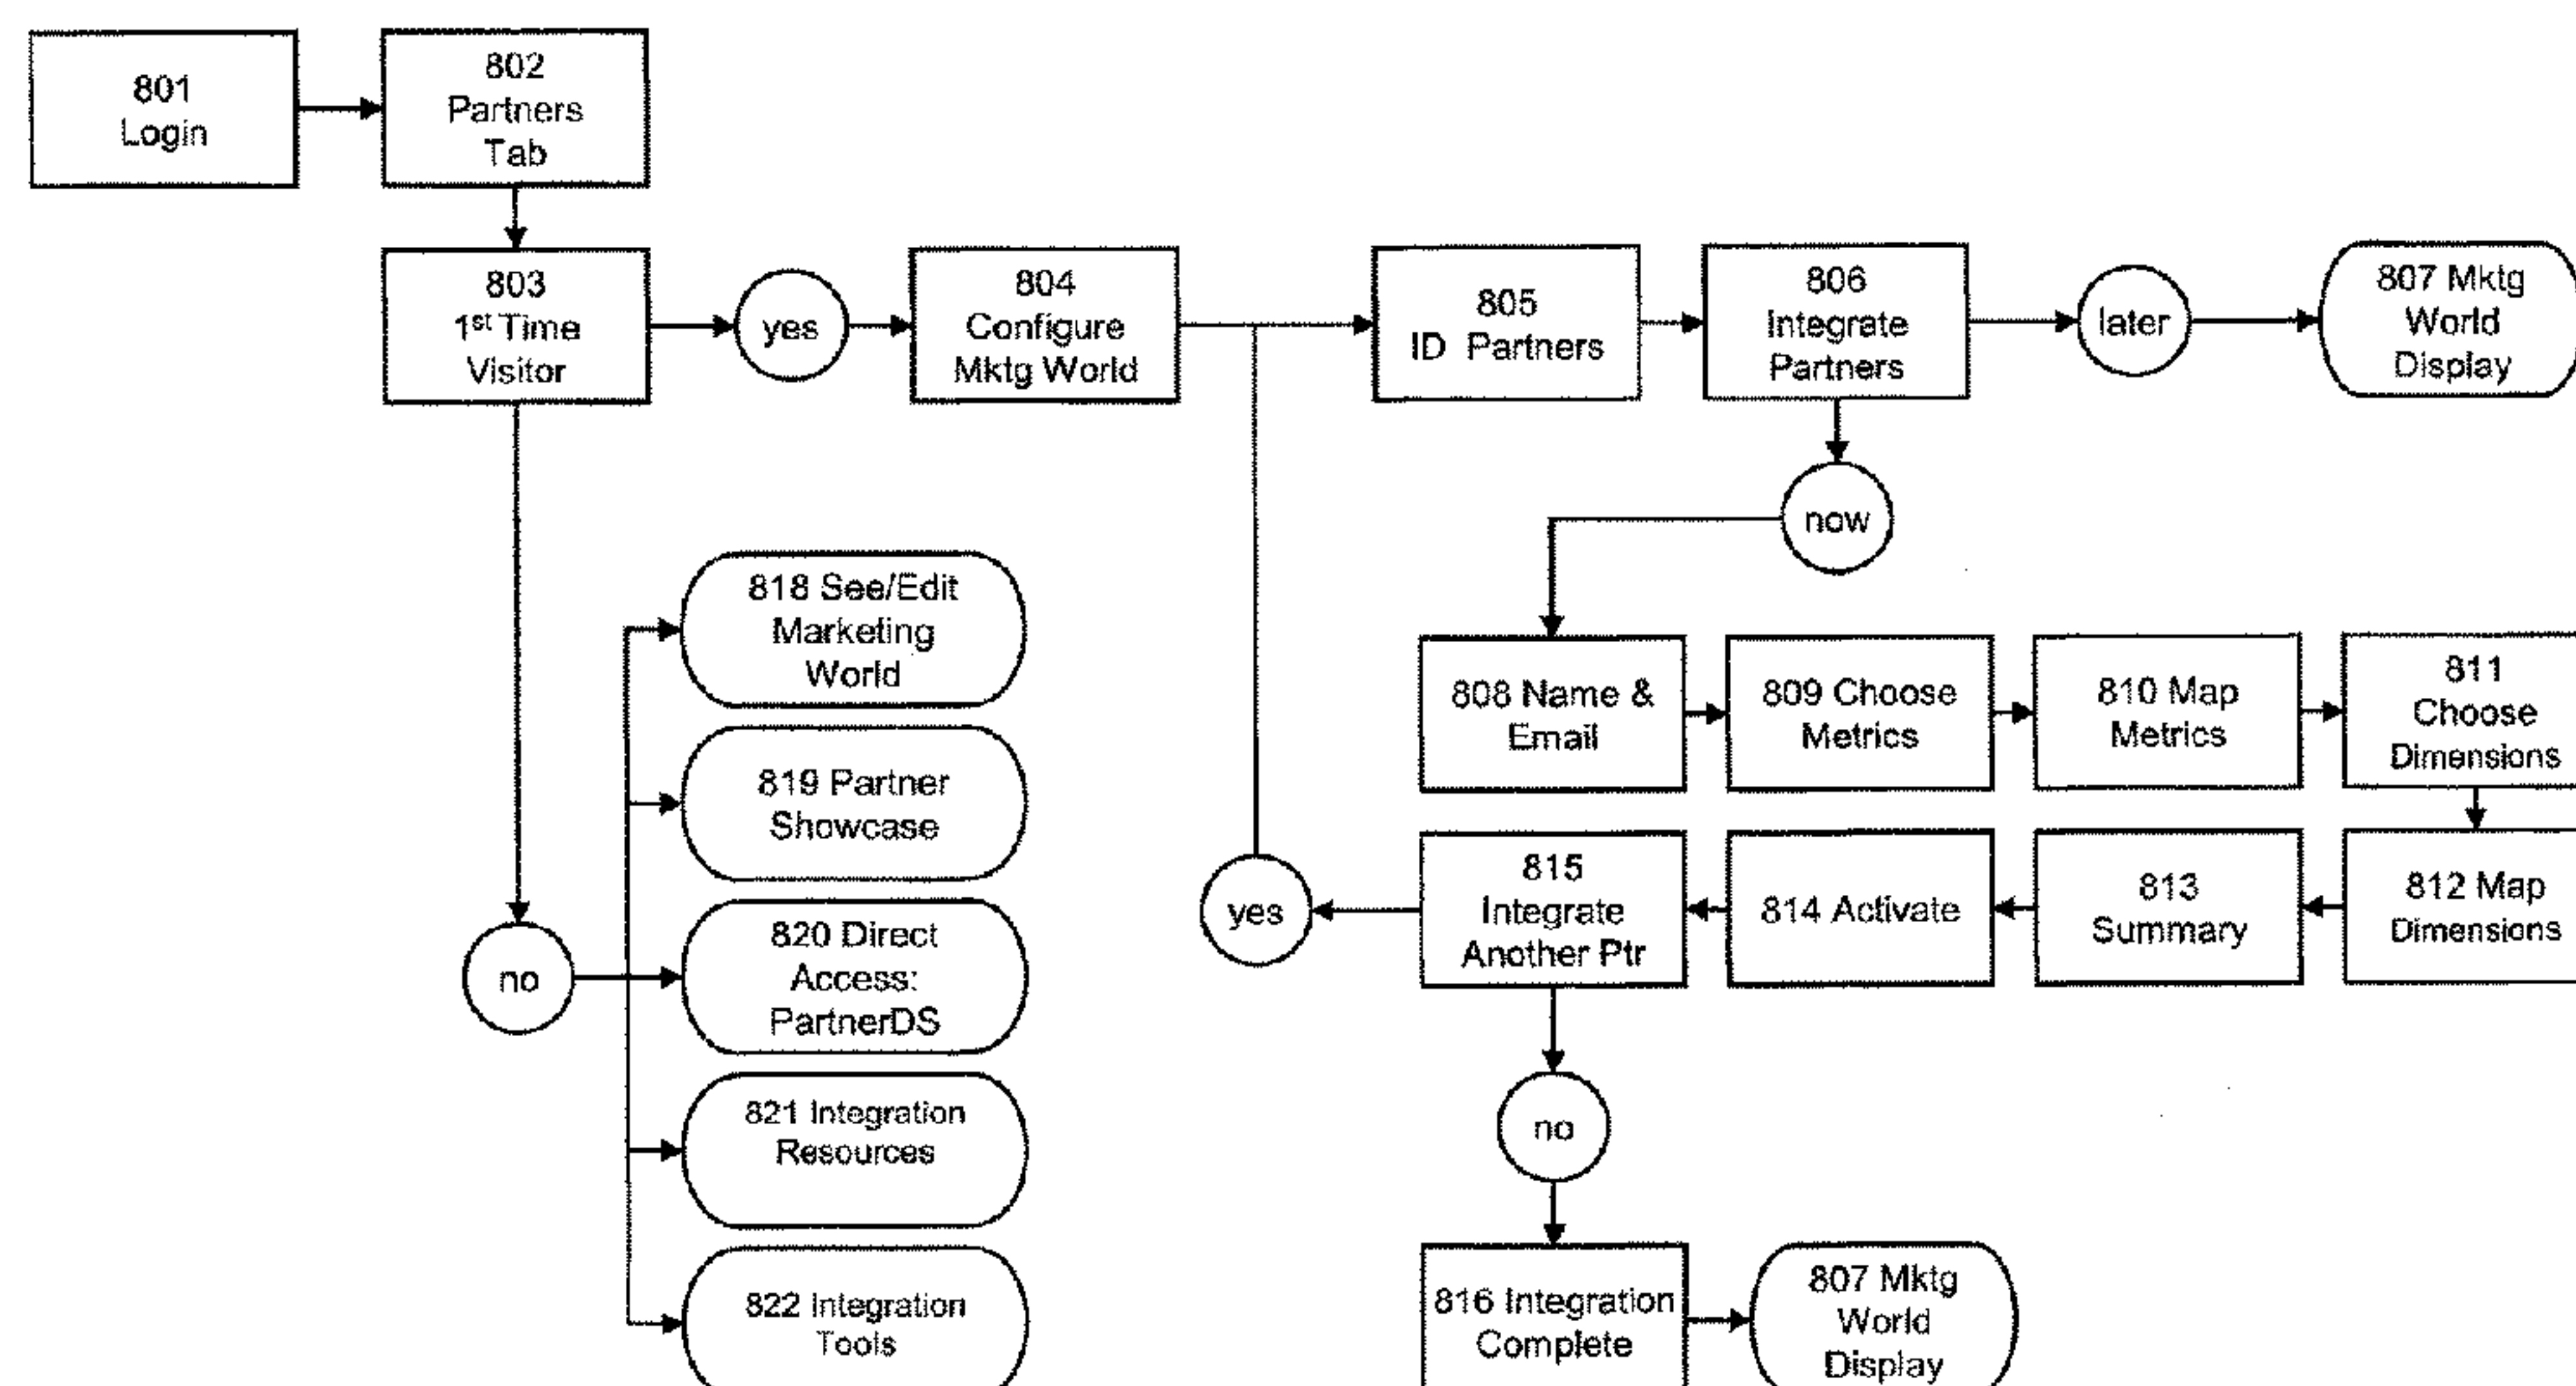 801
Login
802
Partners
Tab
803
1st Time
Visitor
yes
804
Configure
Mktg World
805
ID Partners
806
Integrate
Partners
later
807 Mktg
World
Display
now
818 See/Edit
Marketing
World
819 Partner
Showcase
820 Direct
Access:
PartnerDS
821 Integration
Resources
822 Integration
Tools
no
808 Name &
Email
809 Choose
Metrics
810 Map
Metrics
811
Choose
Dimensions
812 Map
Dimensions
813
Summary
814 Activate
815
Integrate
Another Ptr
yes
no
816 Integration
Complete
807 Mktg
World
Display